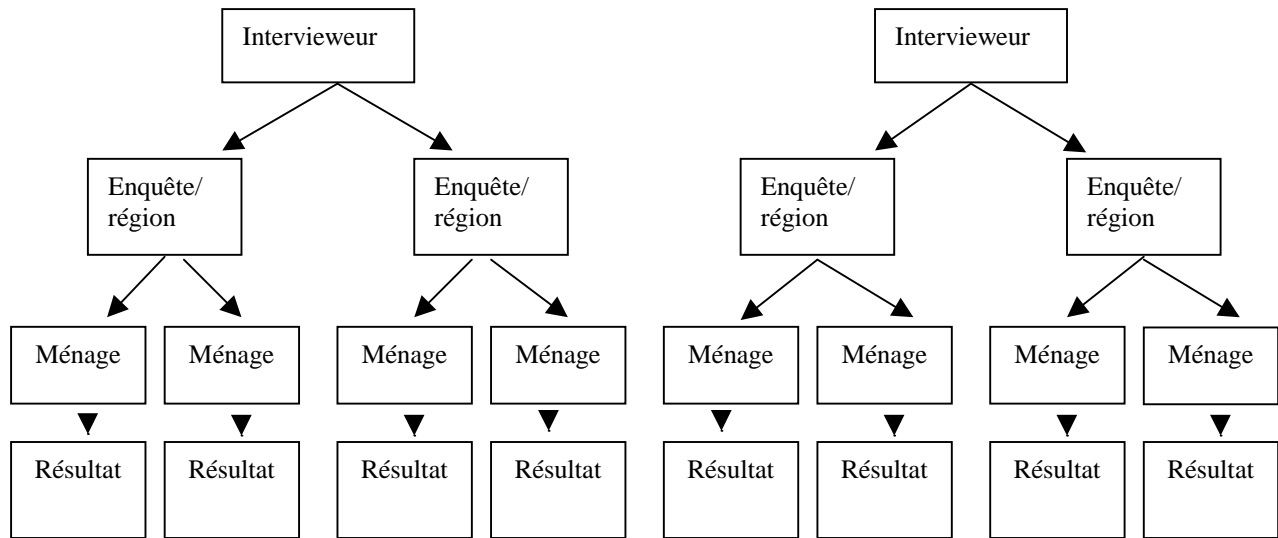 Intervieweur
Intervieweur
Enquête/
région
Enquête/
région
Enquête/
région
Enquête/
région
Ménage
Ménage
Ménage
Ménage
Ménage
Ménage
Ménage
Ménage
Résultat
Résultat
Résultat
Résultat
Résultat
Résultat
Résultat
Résultat